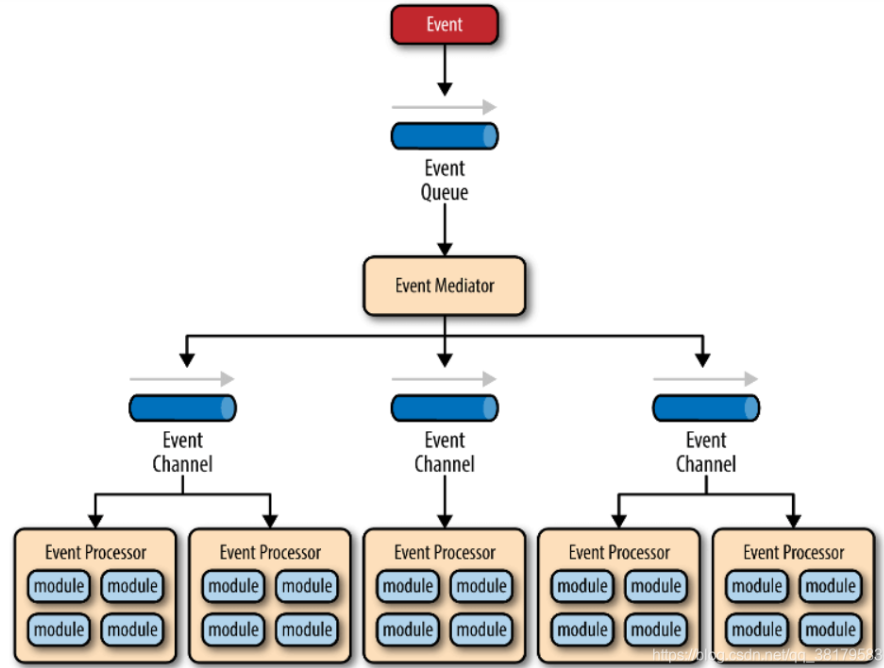 Event
Event
Queue
Event Mediator
Event
Channel
Event
Channel
Event
Channel
Event Processor
module module
module module
Event Processor
module module
module module
Event Processor
module module
module module
Event Processor
module module
module module
Event Processor
module module
module module
https://blog.csdn.net/qq_38179583